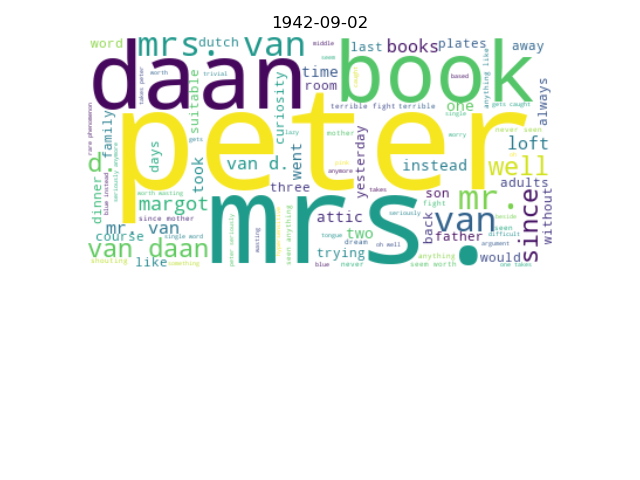 1942-09-02
word
mrs. van
dutch
middle
last
books
plates
away
daan
book
worth
trivial
seem
time
room
based
anything like
takes peter
suitable
curiosity
caught
terrible fight
terrible
one
gets caught
always
rare phenomenon
family
peter
single
never seen
gets
lazy
mother
worry
loft
d.
days
took
van d.
went
yesterday
instead
well
seriously anymore
blue instead
anymore
dinner
worth wasting
margot
three
takes
son
mr.
adults
since mother
mrs.
attic
seriously
back
fight
van
since
without
mr. van
course
single word
two
father
seen
beside
difficult
van daan
peter seriously
wasting
seen anything
tongue
dream
oh well
argument
shouting
like
something
trying
blue
never
anything
seem worth
would
one takes